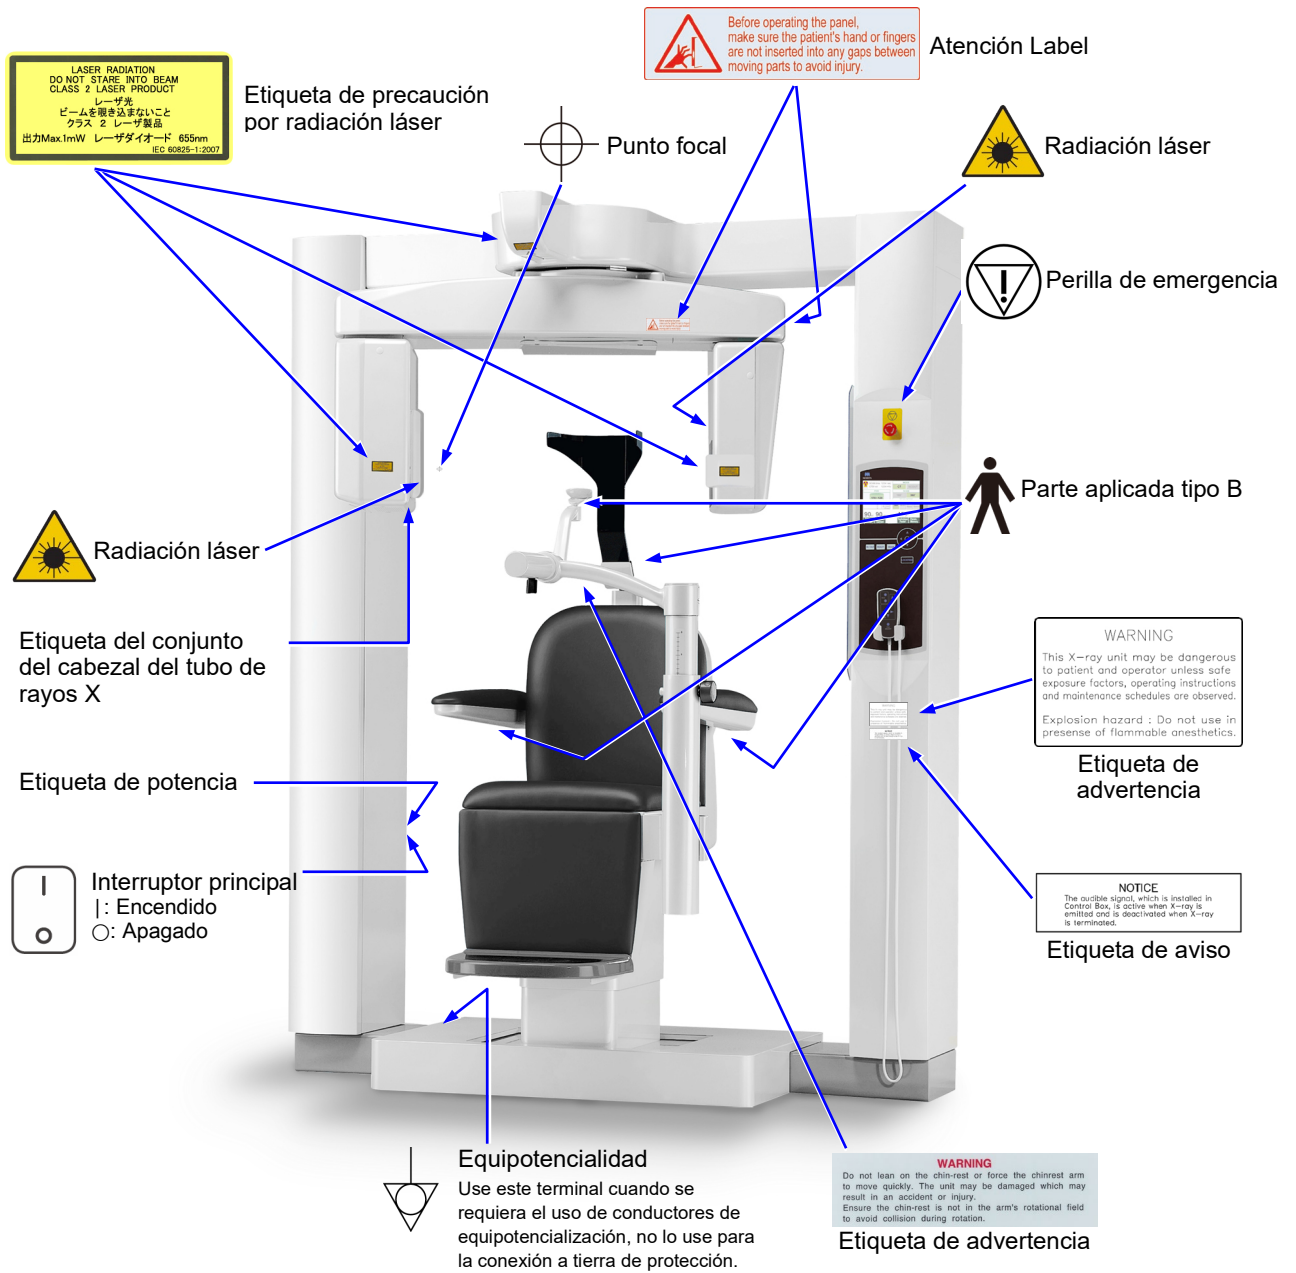 Before operating the panel,
make sure the patient's hand or fingers
are not inserted into any gaps between
moving parts to avoid injury.
Atención Label
LASER RADIATION
DO NOT STARE INTO BEAM
CLASS 2 LASER PRODUCT
レーザ光
ビームを覗き込まないこと
クラス 2 レーザ製品
出力Max.1mW レーザダイオード 655nm
IEC 60825-1:2007
Etiqueta de precaución
por radiación láser
Punto focal
Radiación láser
Perilla de emergencia
Parte aplicada tipo B
Radiación láser
Etiqueta del conjunto
del cabezal del tubo de
rayos X
WARNING
This X-ray unit may be dangerous
to patient and operator unless safe
exposure factors, operating instructions
and maintenance schedules are observed.
Explosion hazard : Do not use in
presense of flammable anesthetics.
Etiqueta de
advertencia
Etiqueta de potencia
Interruptor principal
|: Encendido
○: Apagado
NOTICE
The audible signal, which is installed in
Control Box, is active when X-ray is
emitted and is deactivated when X-ray
is terminated.
Etiqueta de aviso
Equipotencialidad
Use este terminal cuando se
requiera el uso de conductores de
equipotencialización, no lo use para
la conexión a tierra de protección.
WARNING
Do not lean on the chin-rest or force the chinrest arm
to move quickly. The unit may be damaged which may
result in an accident or injury.
Ensure the chin-rest is not in the arm's rotational field
to avoid collision during rotation.
Etiqueta de advertencia